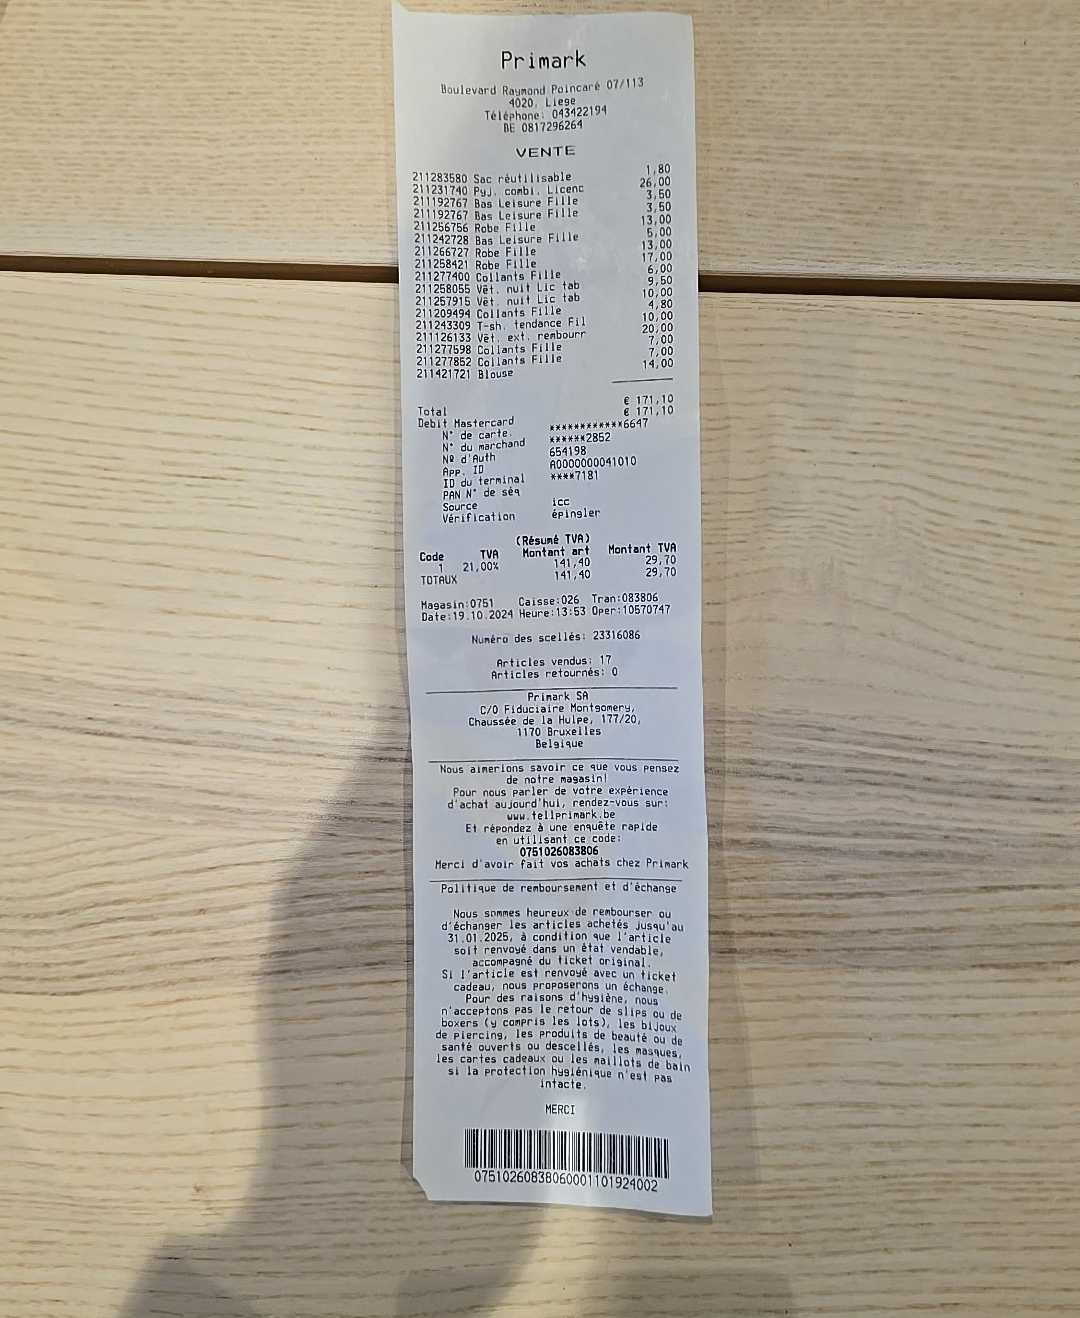 Primark
Boulevard Raymond Poincaré 07/113
4020, Liege
Téléphone: 043422194
BE 0817296264
VENTE
211283580 Sac réutilisable 1,80
211231740 Pyj. combi. Licenc 26,00
211192767 Bas Leisure Fille 3,50
211192767 Bas Leisure Fille 3,50
211256756 Robe Fille 13,00
211242728 Bas Leisure Fille 5,00
211266727 Robe Fille 13,00
211258421 Robe Fille 17,00
211277400 Collants Fille 6,00
211258055 Vêt. nuit Lic tab 9,50
211257915 Vêt. nuit Lic tab 10,00
211209494 Collants Fille 4,80
211243309 T-sh. tendance Fil 10,00
211126133 Vêt. ext. rembourr 20,00
211277598 Collants Fille 7,00
211277852 Collants Fille 7,00
211421721 Blouse 14,00
Total € 171,10
Debit Mastercard € 171,10
N° de carte. ************6647
N° du marchand ******2852
Nº d'Auth 654198
App. ID A0000000041010
ID du terminal ****7181
PAN N° de séq
Source icc
Vérification épingler
(Résumé TVA)
Code TVA Montant art Montant TVA
1 21,00% 141,40 29,70
TOTAUX 141,40 29,70
Magasin:0751 Caisse:026 Tran:083806
Date:19.10.2024 Heure:13:53 Oper:10570747
Numéro des scellés: 23316086
Articles vendus: 17
Articles retournés: 0
Primark SA
C/O Fiduciaire Montgomery,
Chaussée de la Hulpe, 177/20,
1170 Bruxelles
Belgique
Nous aimerions savoir ce que vous pensez
de notre magasin!
Pour nous parler de votre expérience
d'achat aujourd'hui, rendez-vous sur:
www.tellprimark.be
Et répondez à une enquête rapide
en utilisant ce code:
0751026083806
Merci d'avoir fait vos achats chez Primark
Politique de remboursement et d'échange
Nous sommes heureux de rembourser ou
d'échanger les articles achetés jusqu'au
31.01.2025, à condition que l'article
soit renvoyé dans un état vendable,
accompagné du ticket original.
Si l'article est renvoyé avec un ticket
cadeau, nous proposerons un échange.
Pour des raisons d'hygiène, nous
n'acceptons pas le retour de slips ou de
boxers (y compris les lots), les bijoux
de piercing, les produits de beauté ou de
santé ouverts ou descellés, les masques,
les cartes cadeaux ou les maillots de bain
si la protection hygiénique n'est pas
intacte.
MERCI
07510260838060001101924002